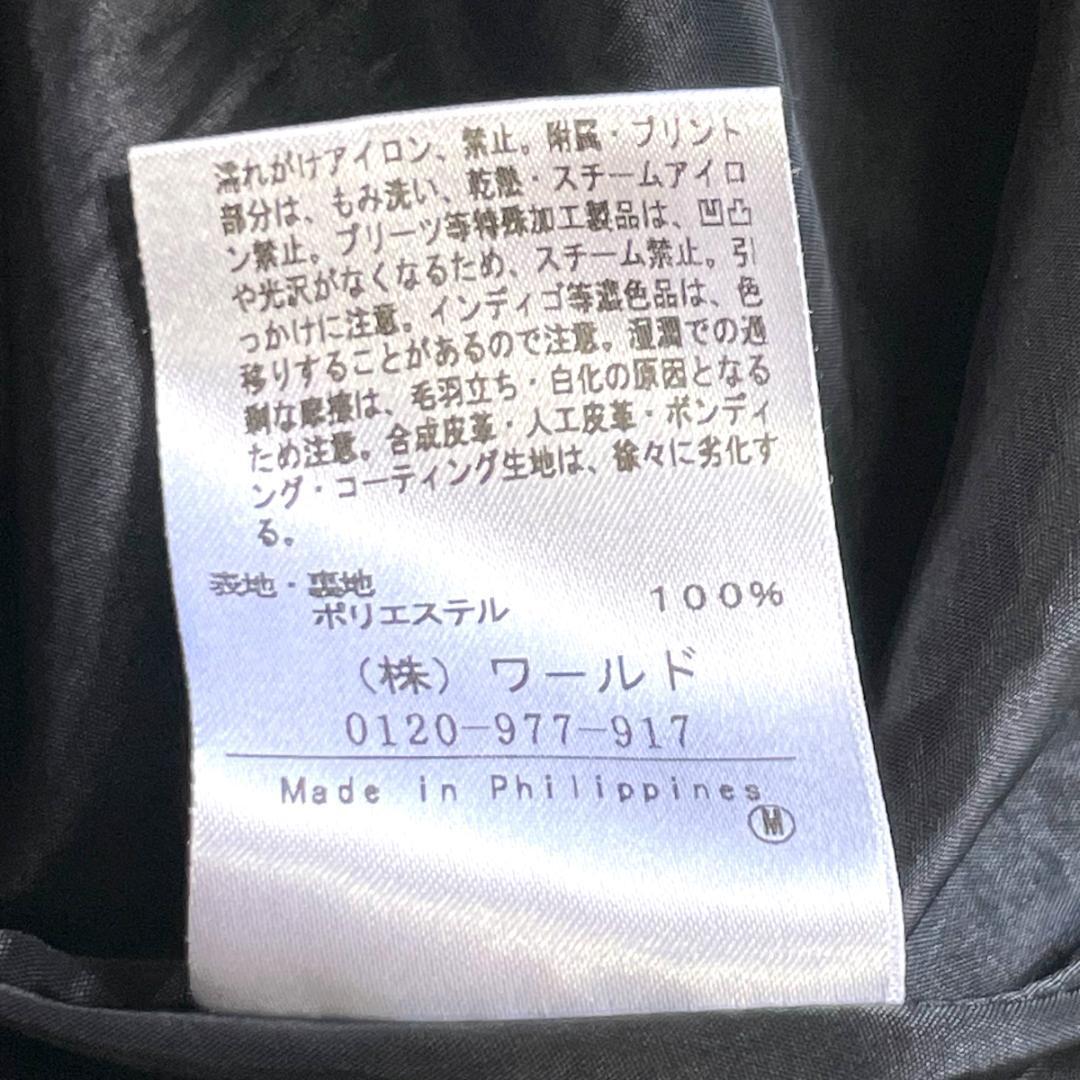 濡れがけアイロン、禁止。附属・プリント
部分は、もみ洗い、乾熱・スチームアイロ
ン禁止。プリーツ等特殊加工製品は、凹凸
や光沢がなくなるため、スチーム禁止。引
っかけに注意。インディゴ等濃色品は、色
移りすることがあるので注意。湿潤での過
剰な摩擦は、毛羽立ち・白化の原因となる
ため注意。合成皮革・人工皮革・ボンディ
ング・コーティング生地は、徐々に劣化す
る。
表地・裏地
ポリエステル 100%
(株)ワールド
0120-977-917
Made in Philippines
M